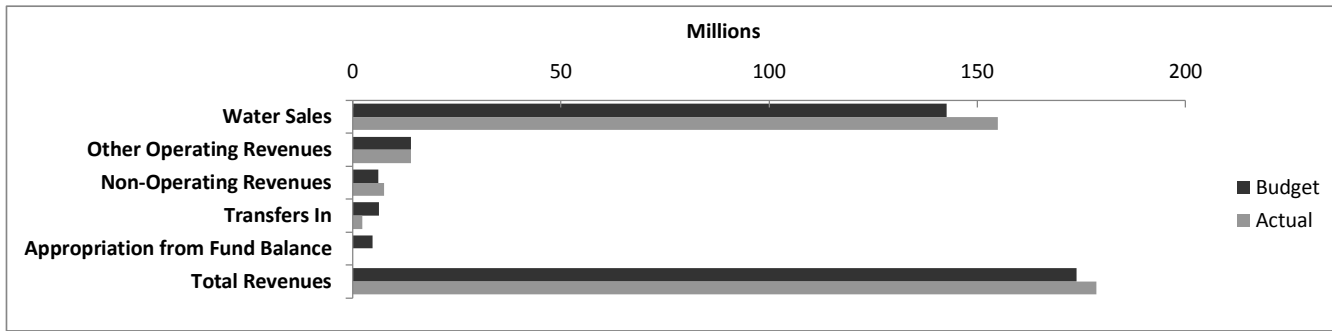 Millions
0 50 100 150 200
Water Sales
Other Operating Revenues
Non-Operating Revenues
Transfers In
Appropriation from Fund Balance
Total Revenues
Budget
Actual